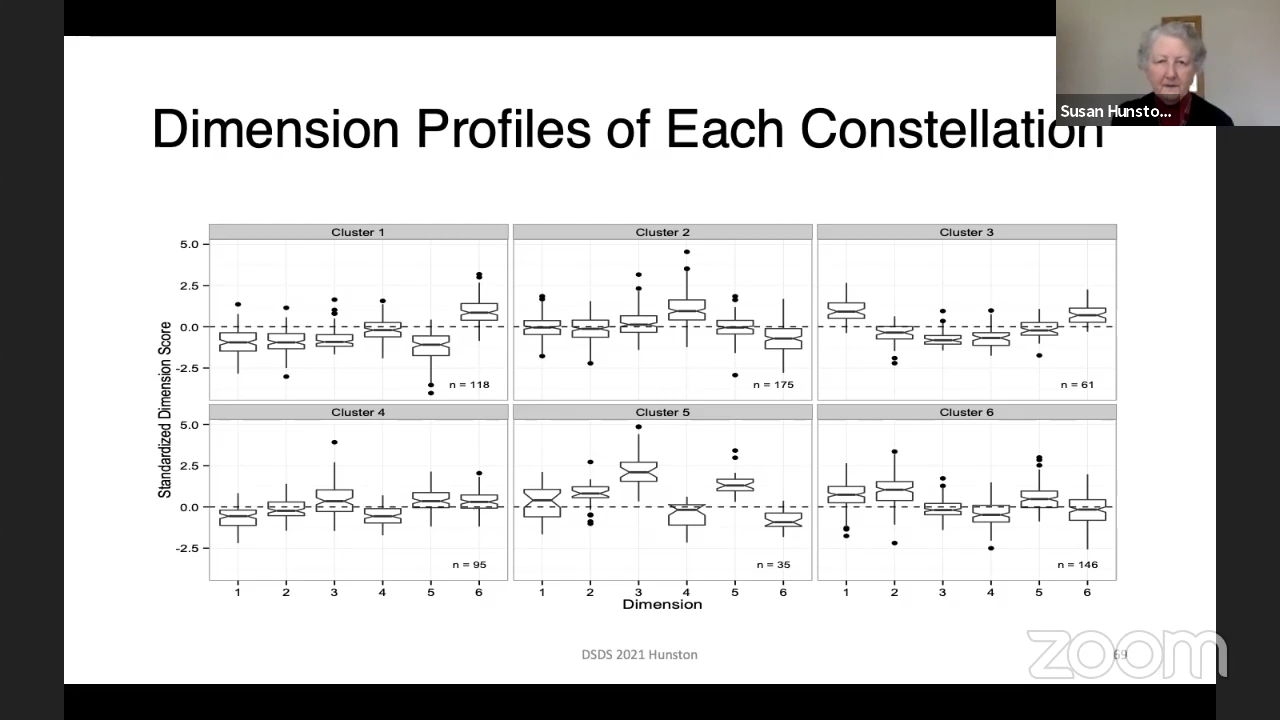 Susan Hunsto...
Dimension Profiles of Each Constellation
Cluster 1
Cluster 2
Cluster 3
5.0
2.5
0.0
-2.5
n = 118
n = 175
n = 61
Standardized Dimension Score
Cluster 4
Cluster 5
Cluster 6
5.0
2.5
0.0
-2.5
n = 95
n = 35
n = 146
1 2 3 4 5 6
1 2 3 4 5 6
1 2 3 4 5 6
Dimension
DSDS 2021 Hunston
69
zoom